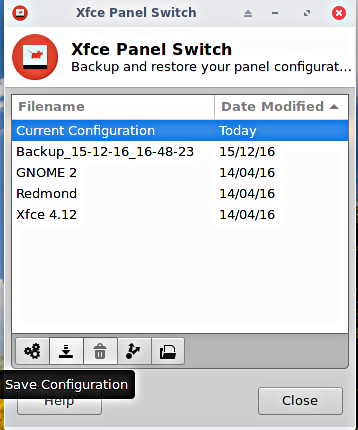 Xfce Panel Switch
Xfce Panel Switch
Backup and restore your panel configurat...
Filename Date Modified
Current Configuration Today
Backup_15-12-16_16-48-23 15/12/16
GNOME 2 14/04/16
Redmond 14/04/16
Xfce 4.12 14/04/16
Save Configuration
Help Close